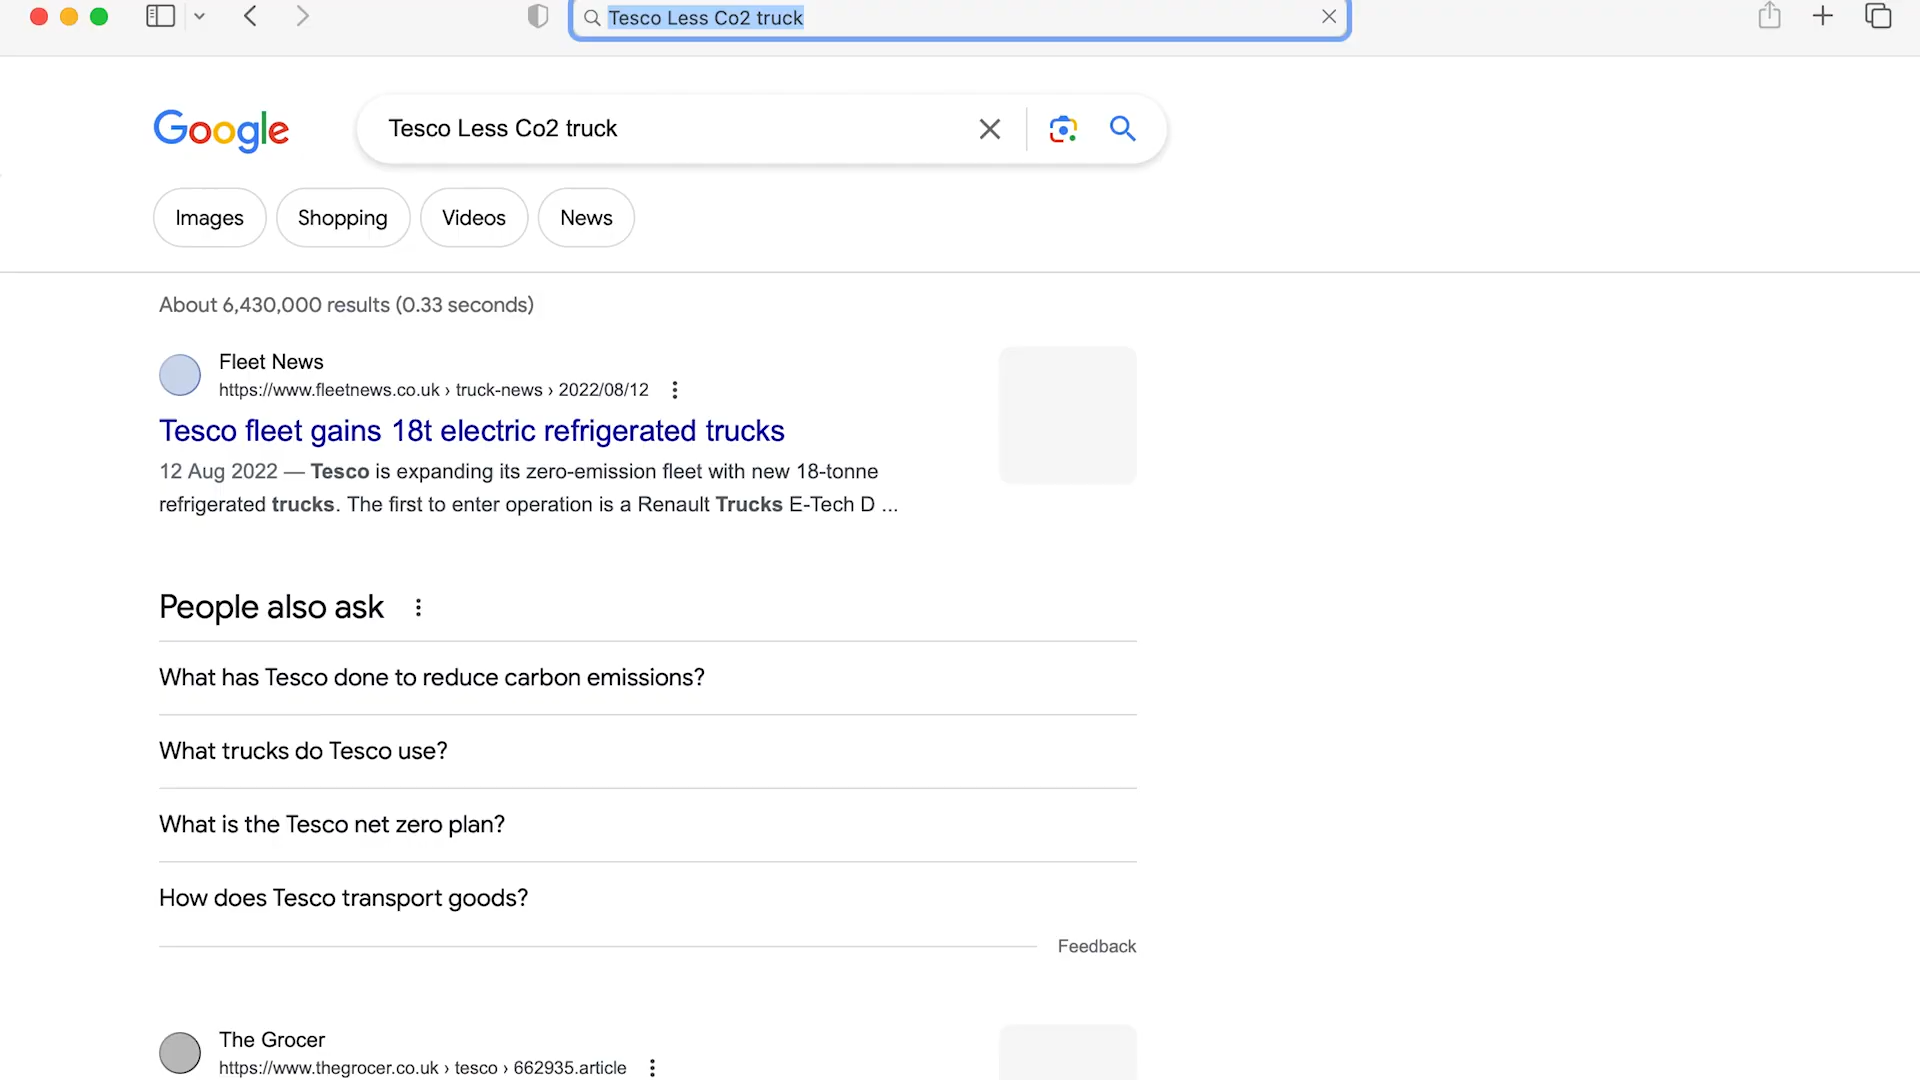 Tesco Less Co2 truck
Google
Tesco Less Co2 truck
Images
Shopping
Videos
News
About 6,430,000 results (0.33 seconds)
Fleet News
https://www.fleetnews.co.uk › truck-news › 2022/08/12
Tesco fleet gains 18t electric refrigerated trucks
12 Aug 2022 — Tesco is expanding its zero-emission fleet with new 18-tonne
refrigerated trucks. The first to enter operation is a Renault Trucks E-Tech D ...
People also ask
What has Tesco done to reduce carbon emissions?
What trucks do Tesco use?
What is the Tesco net zero plan?
How does Tesco transport goods?
Feedback
The Grocer
https://www.thegrocer.co.uk › tesco › 662935.article